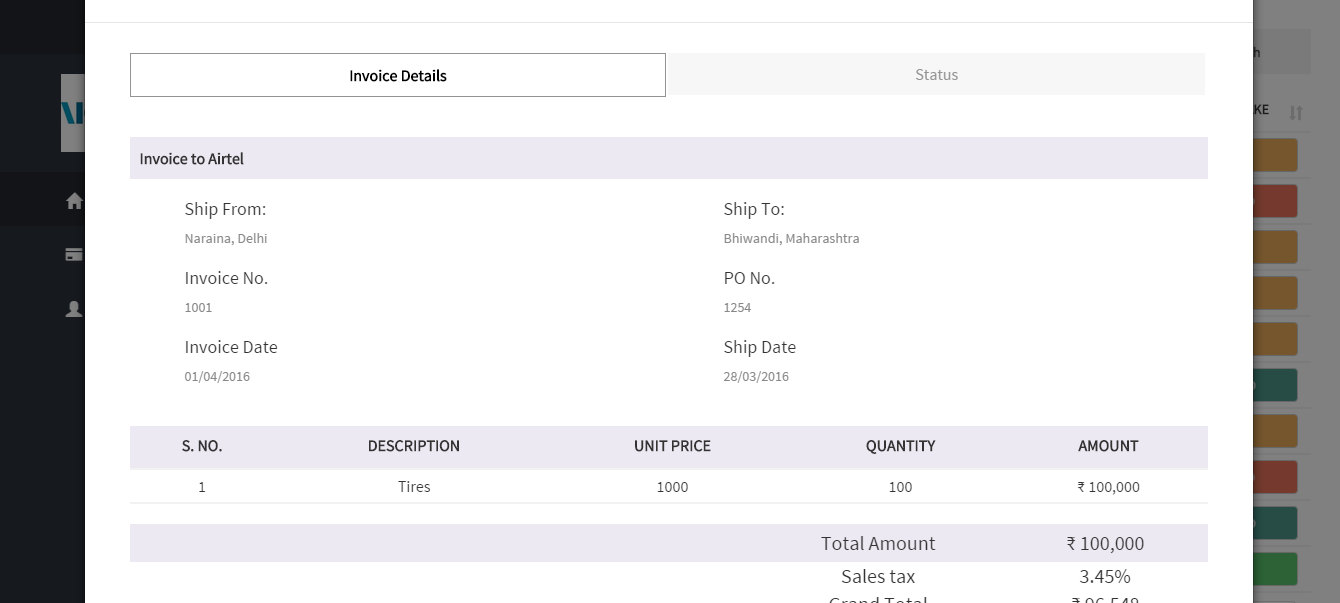 Invoice Details
Status
Invoice to Airtel
Ship From:
Ship To:
Naraina, Delhi
Bhiwandi, Maharashtra
Invoice No.
PO No.
1001
1254
Invoice Date
Ship Date
01/04/2016
28/03/2016
S. NO. DESCRIPTION UNIT PRICE QUANTITY AMOUNT
1 Tires 1000 100 ₹ 100,000
Total Amount ₹ 100,000
Sales tax 3.45%
Grand Total ₹ 96,548